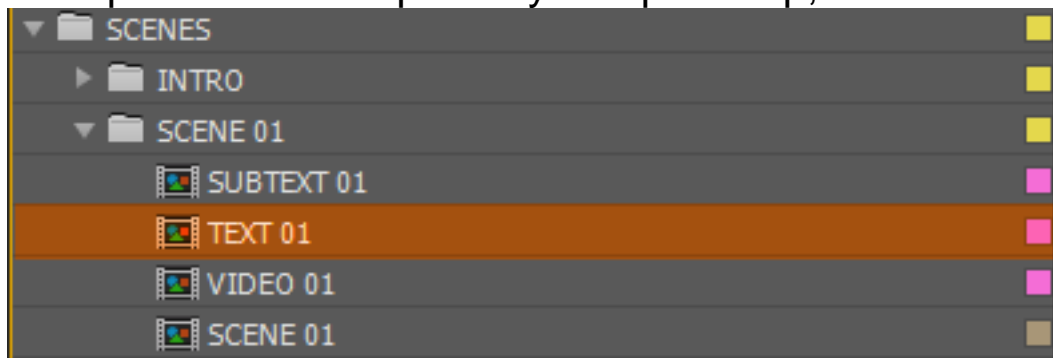 SCENES
INTRO
SCENE 01
SUBTEXT 01
TEXT 01
VIDEO 01
SCENE 01